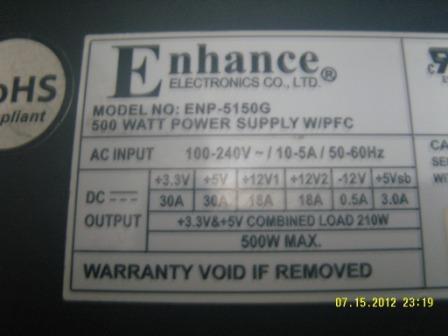 Enhance®
ELECTRONICS CO., LTD.
MODEL NO: ENP-5150G
500 WATT POWER SUPPLY W/PFC
AC INPUT 100-240V ~ / 10-5A / 50-60Hz
DC OUTPUT
+3.3V +5V +12V1 +12V2 -12V +5Vsb
30A 30A 18A 18A 0.5A 3.0A
+3.3V&+5V COMBINED LOAD 210W
500W MAX.
WARRANTY VOID IF REMOVED
oHS
mpliant
CA
SE
WIT
07.15.2012 23:19